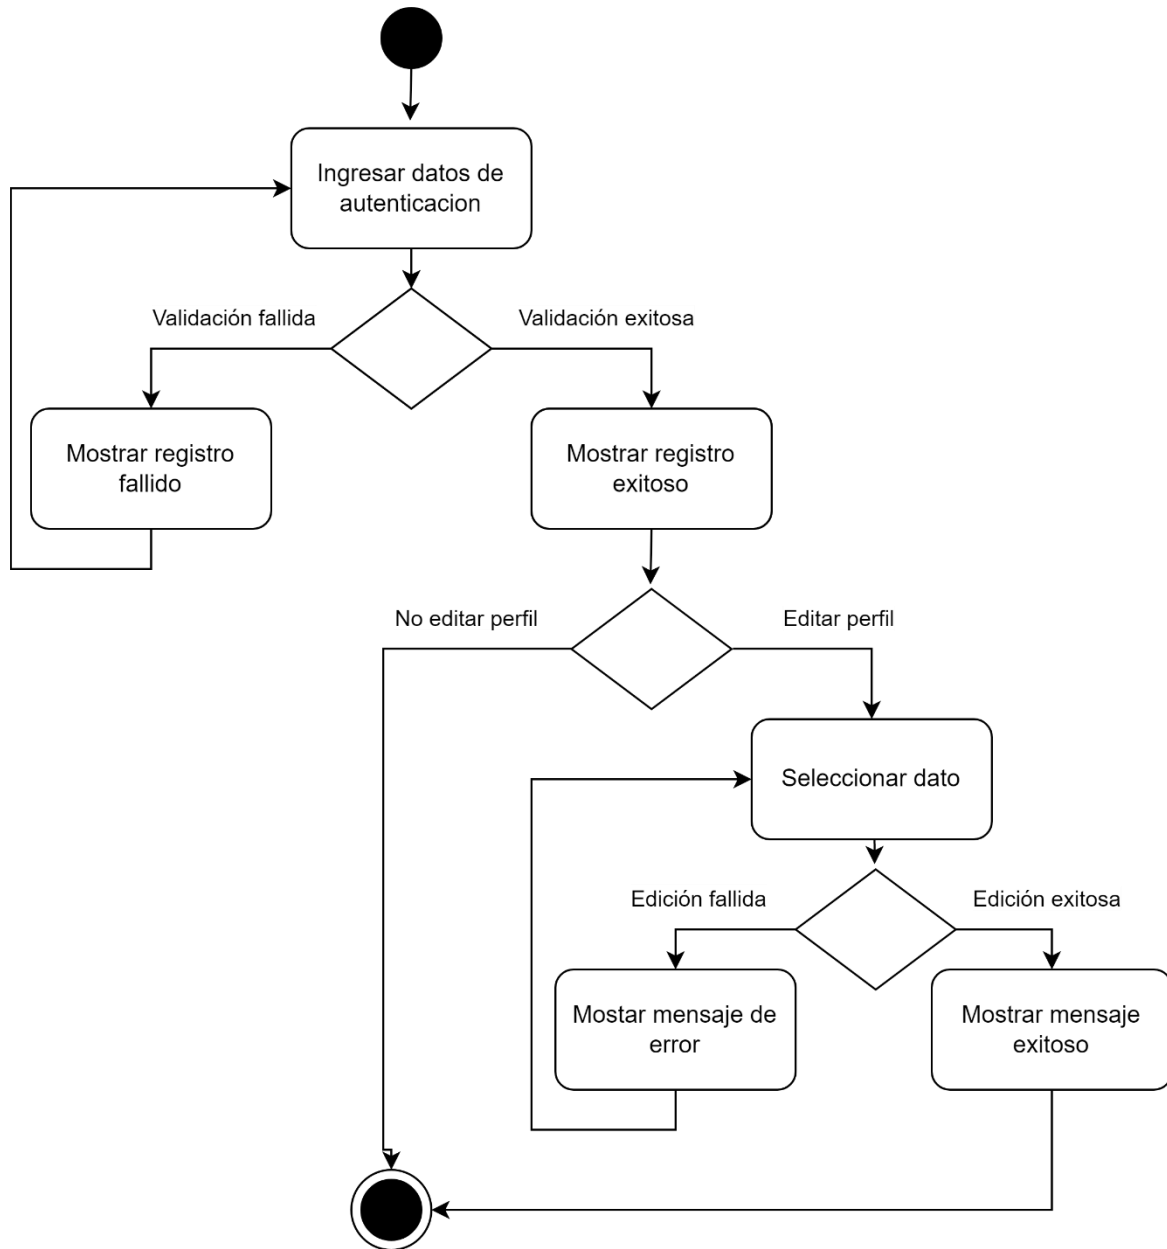 Ingresar datos de
autenticacion
Validación fallida
Validación exitosa
Mostrar registro
fallido
Mostrar registro
exitoso
No editar perfil
Editar perfil
Seleccionar dato
Edición fallida
Edición exitosa
Mostar mensaje de
error
Mostrar mensaje
exitoso